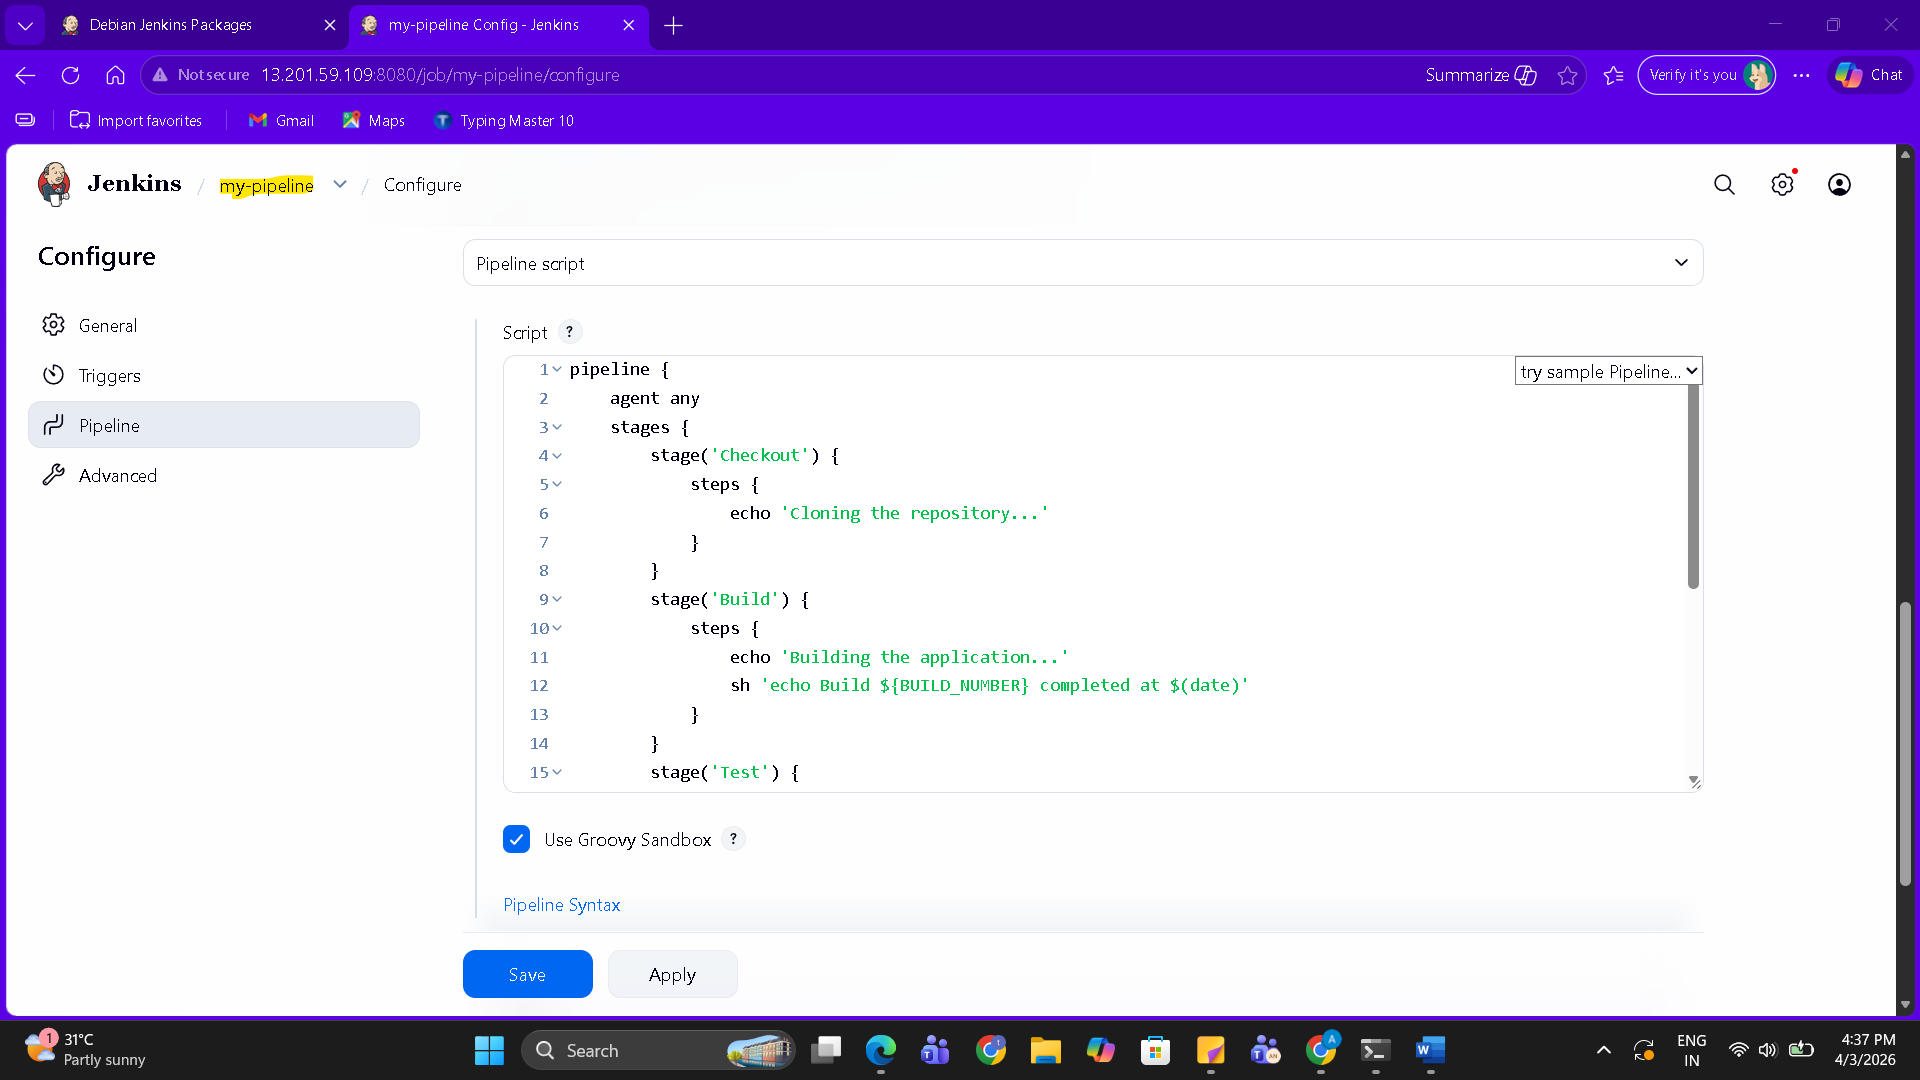 Debian Jenkins Packages
my-pipeline Config - Jenkins
Not secure 13.201.59.109:8080/job/my-pipeline/configure
Summarize
Verify it's you
Chat
Import favorites
Gmail
Maps
Typing Master 10
Jenkins / my-pipeline / Configure
Configure
General
Triggers
Pipeline
Advanced
Pipeline script
Script ?
try sample Pipeline...
1 pipeline {
2     agent any
3     stages {
4         stage('Checkout') {
5             steps {
6                 echo 'Cloning the repository...'
7             }
8         }
9         stage('Build') {
10             steps {
11                 echo 'Building the application...'
12                 sh 'echo Build ${BUILD_NUMBER} completed at $(date)'
13             }
14         }
15         stage('Test') {
Use Groovy Sandbox ?
Pipeline Syntax
Save
Apply
1
31°C
Partly sunny
Search
ENG
IN
4:37 PM
4/3/2026